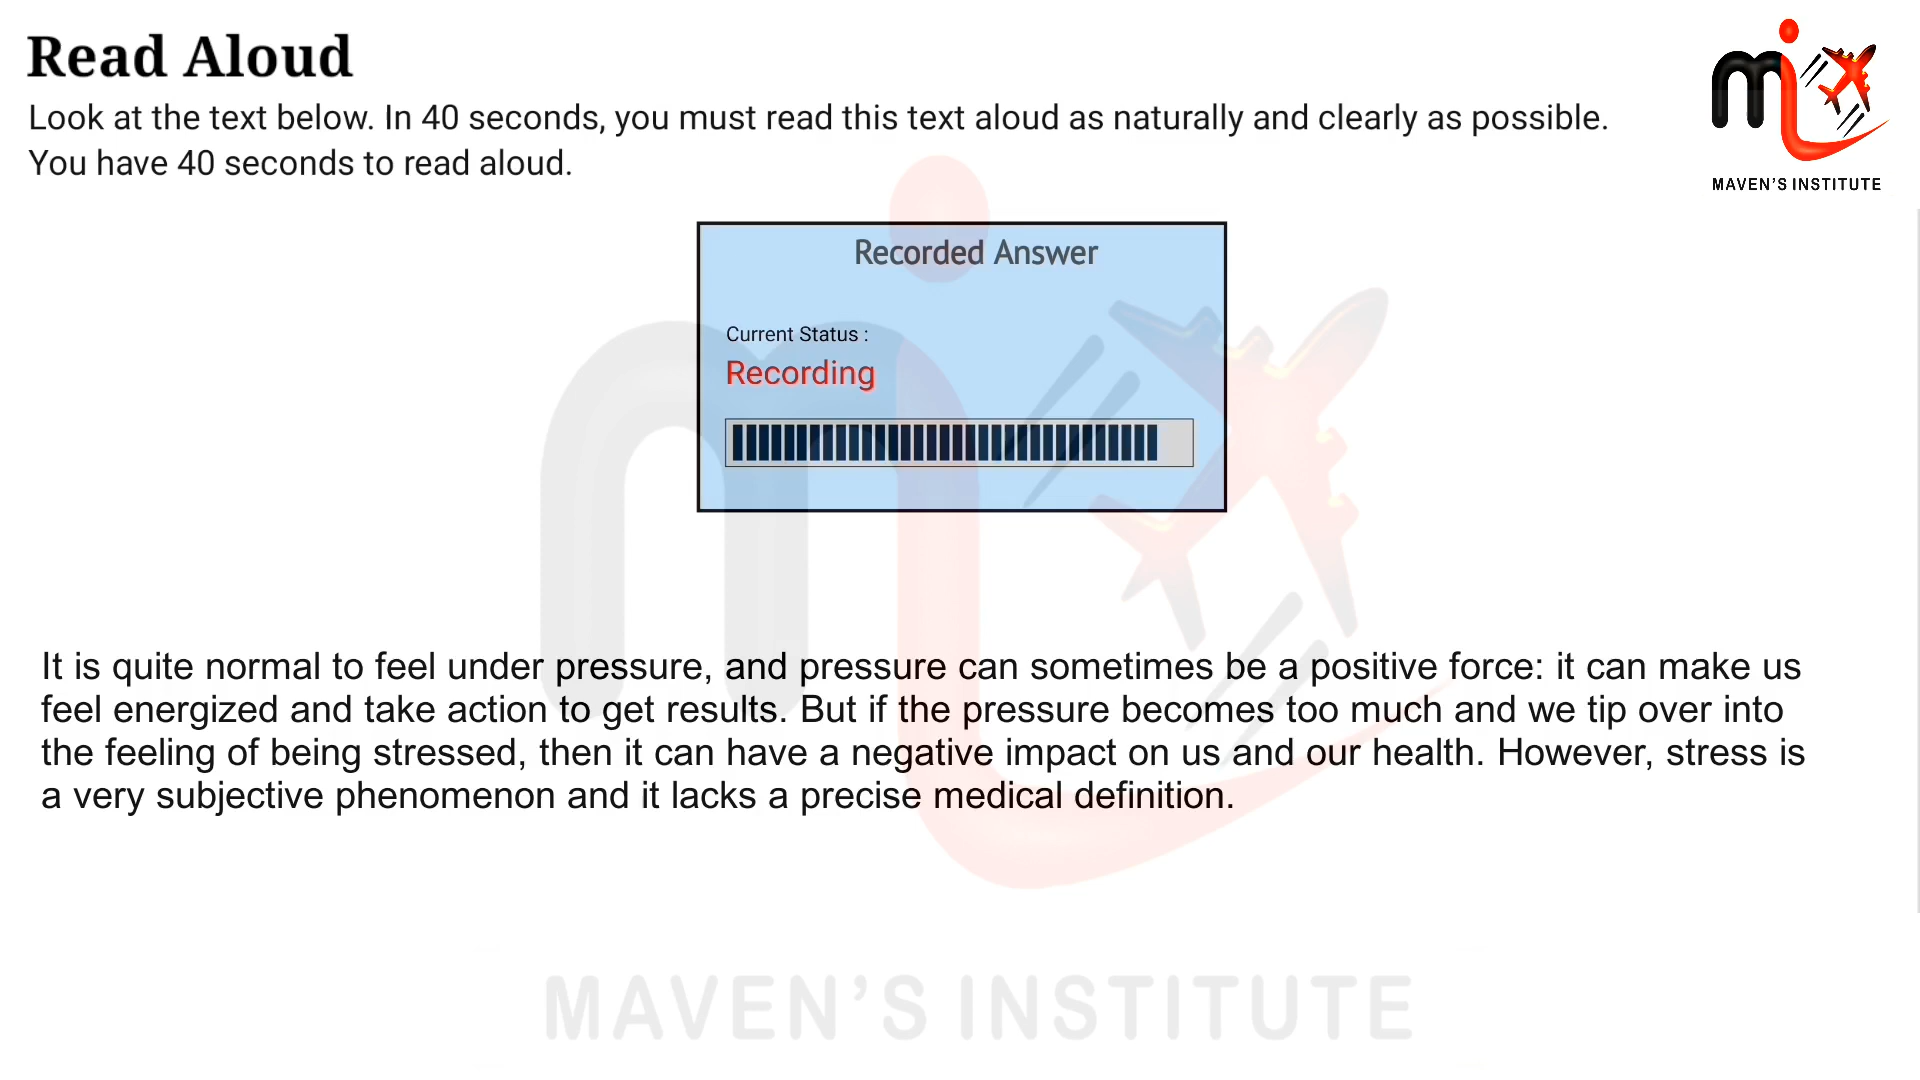 Read Aloud
Look at the text below. In 40 seconds, you must read this text aloud as naturally and clearly as possible.
You have 40 seconds to read aloud.
MAVEN'S INSTITUTE
Recorded Answer
Current Status :
Recording
It is quite normal to feel under pressure, and pressure can sometimes be a positive force: it can make us
feel energized and take action to get results. But if the pressure becomes too much and we tip over into
the feeling of being stressed, then it can have a negative impact on us and our health. However, stress is
a very subjective phenomenon and it lacks a precise medical definition.
MAVEN'S INSTITUTE